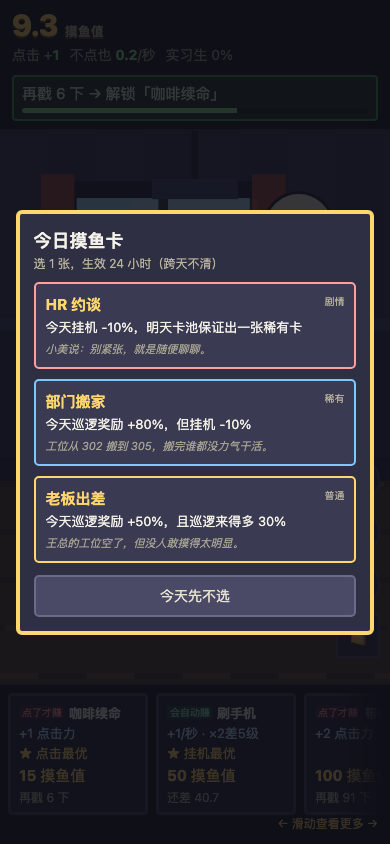 9.3 摸鱼值
点击 +1 不点也 0.2/秒 实习生 0%
再戳 6 下 → 解锁「咖啡续命」
今日摸鱼卡
选 1 张，生效 24 小时（跨天不清）
HR 约谈 剧情
今天挂机 -10%，明天卡池保证出一张稀有卡
小美说：别紧张，就是随便聊聊。
部门搬家 稀有
今天巡逻奖励 +80%，但挂机 -10%
工位从 302 搬到 305，搬完谁都没力气干活。
老板出差 普通
今天巡逻奖励 +50%，且巡逻来得多 30%
王总的工位空了，但没人敢摸得太明显。
今天先不选
点了才赚 咖啡续命 会自动赚 刷手机 点了才赚
+1 点击力 +1/秒 · ×2差5级 +2 点击力
★ 点击最优 ★ 挂机最优
15 摸鱼值 50 摸鱼值 100 摸鱼
再戳 6 下 还差 40.7 再戳 91
← 滑动查看更多 →